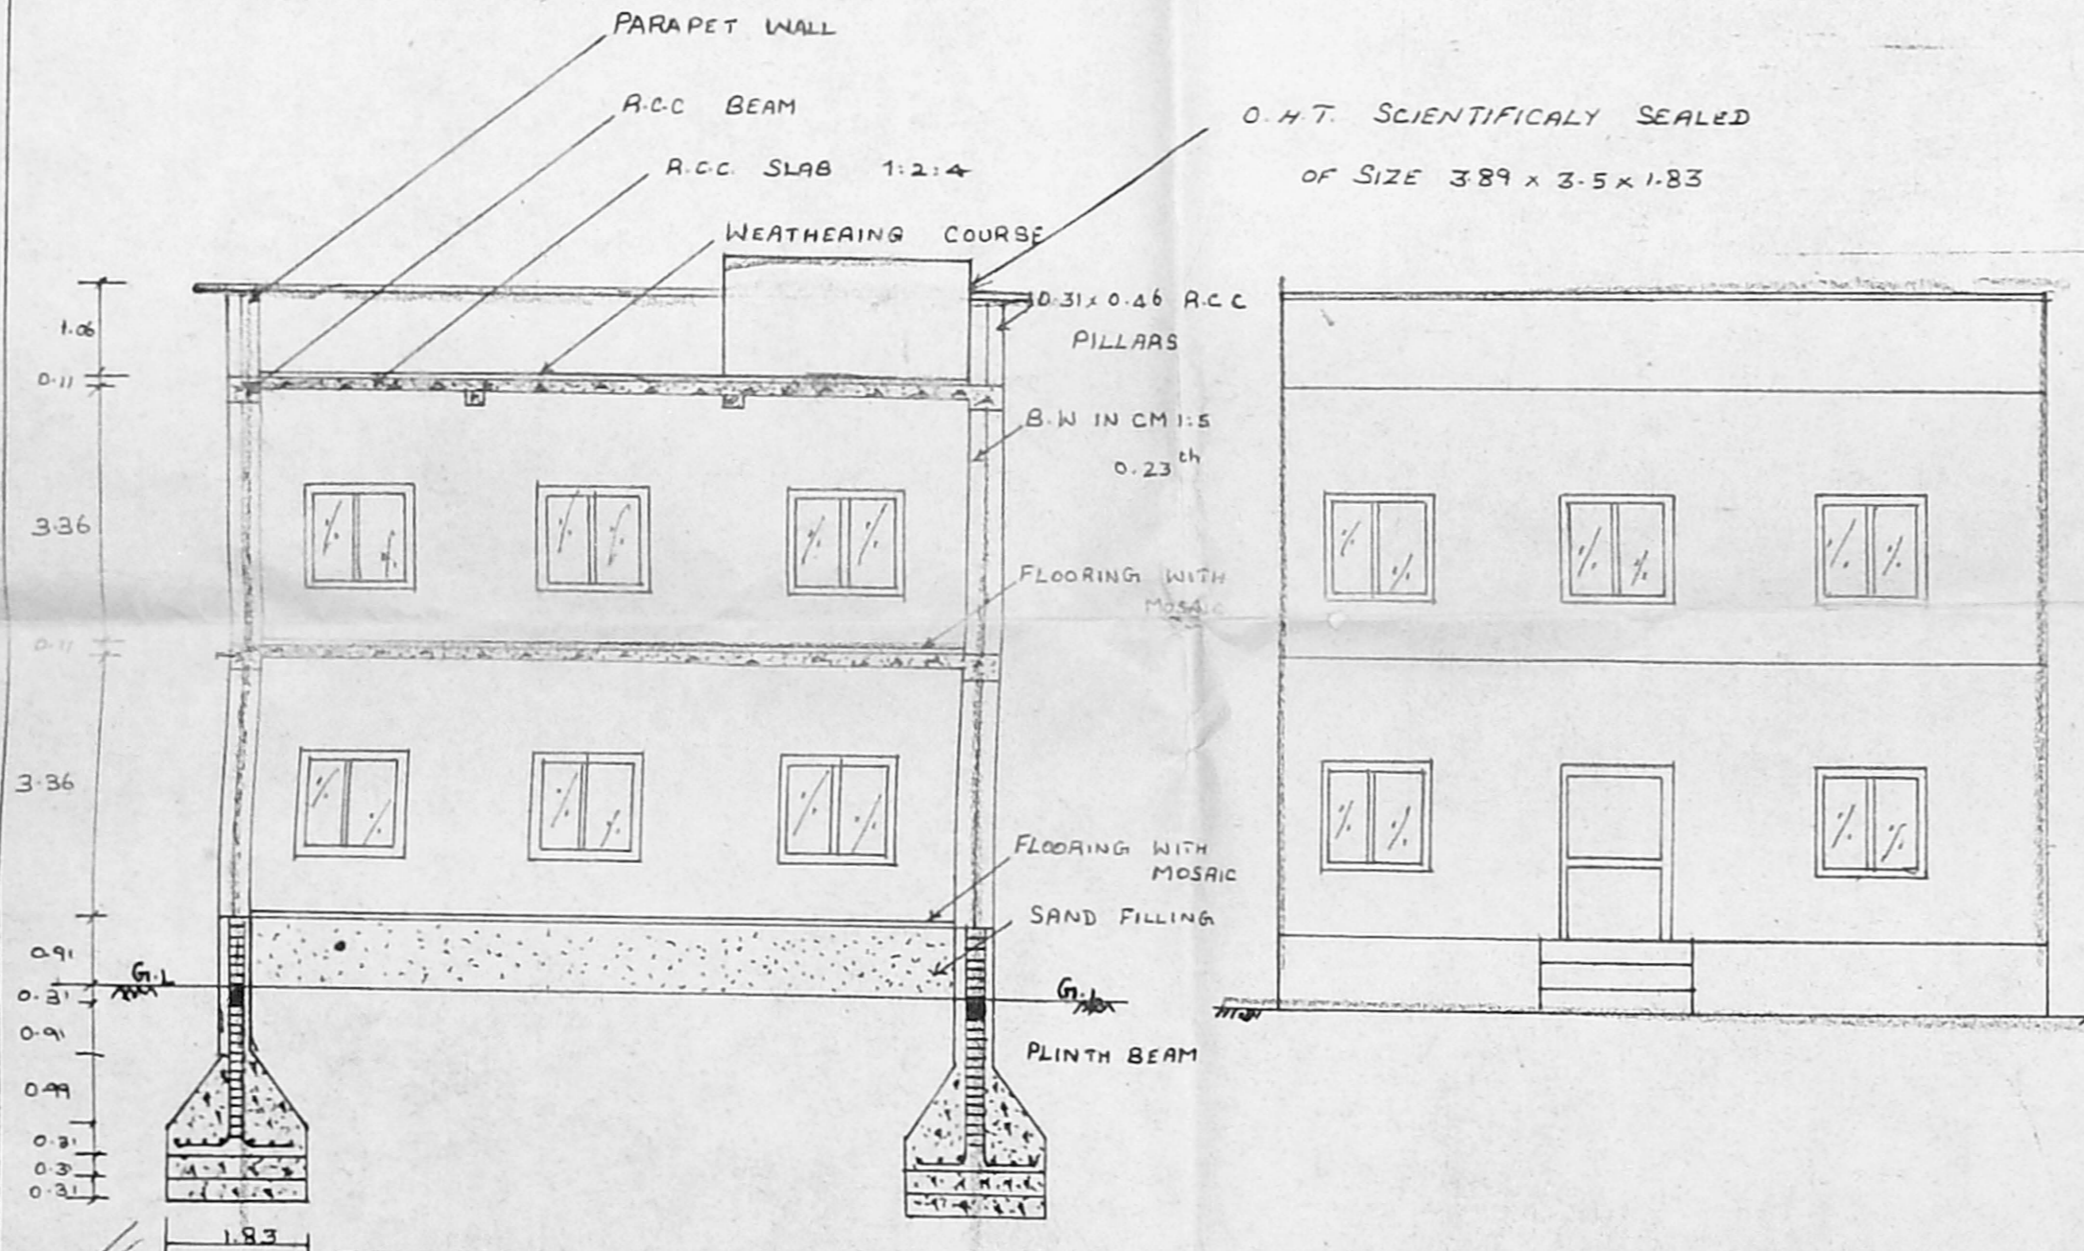 PARAPET WALL
R.C.C BEAM
R.C.C. SLAB 1:2:4
WEATHERING COURSE
O.H.T. SCIENTIFICALY SEALED
OF SIZE 3.89 x 3.5 x 1.83
0.31 x 0.46 R.C.C
PILLARS
B.W IN CM 1:5
0.23 th
FLOORING WITH
MOSAIC
FLOORING WITH
MOSAIC
SAND FILLING
G.L
PLINTH BEAM
1.06
0.11
3.36
0.11
3.36
0.91
G.L
0.31
0.91
0.99
0.31
0.31
0.31
1.83